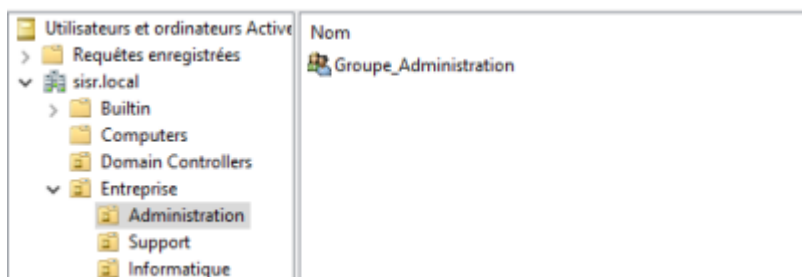 Utilisateurs et ordinateurs Active
Requêtes enregistrées
sisr.local
Builtin
Computers
Domain Controllers
Entreprise
Administration
Support
Informatique
Nom
Groupe_Administration